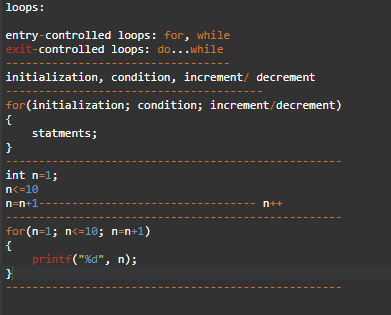 loops:
entry-controlled loops: for, while
exit-controlled loops: do...while
----------------------------------
initialization, condition, increment/ decrement
---------------------------------------
for(initialization; condition; increment/decrement)
{
statments;
}
---------------------------------------------------
int n=1;
n<=10
n=n+1--------------------------------- n++
---------------------------------------------------
for(n=1; n<=10; n=n+1)
{
printf("%d", n);
}
---------------------------------------------------